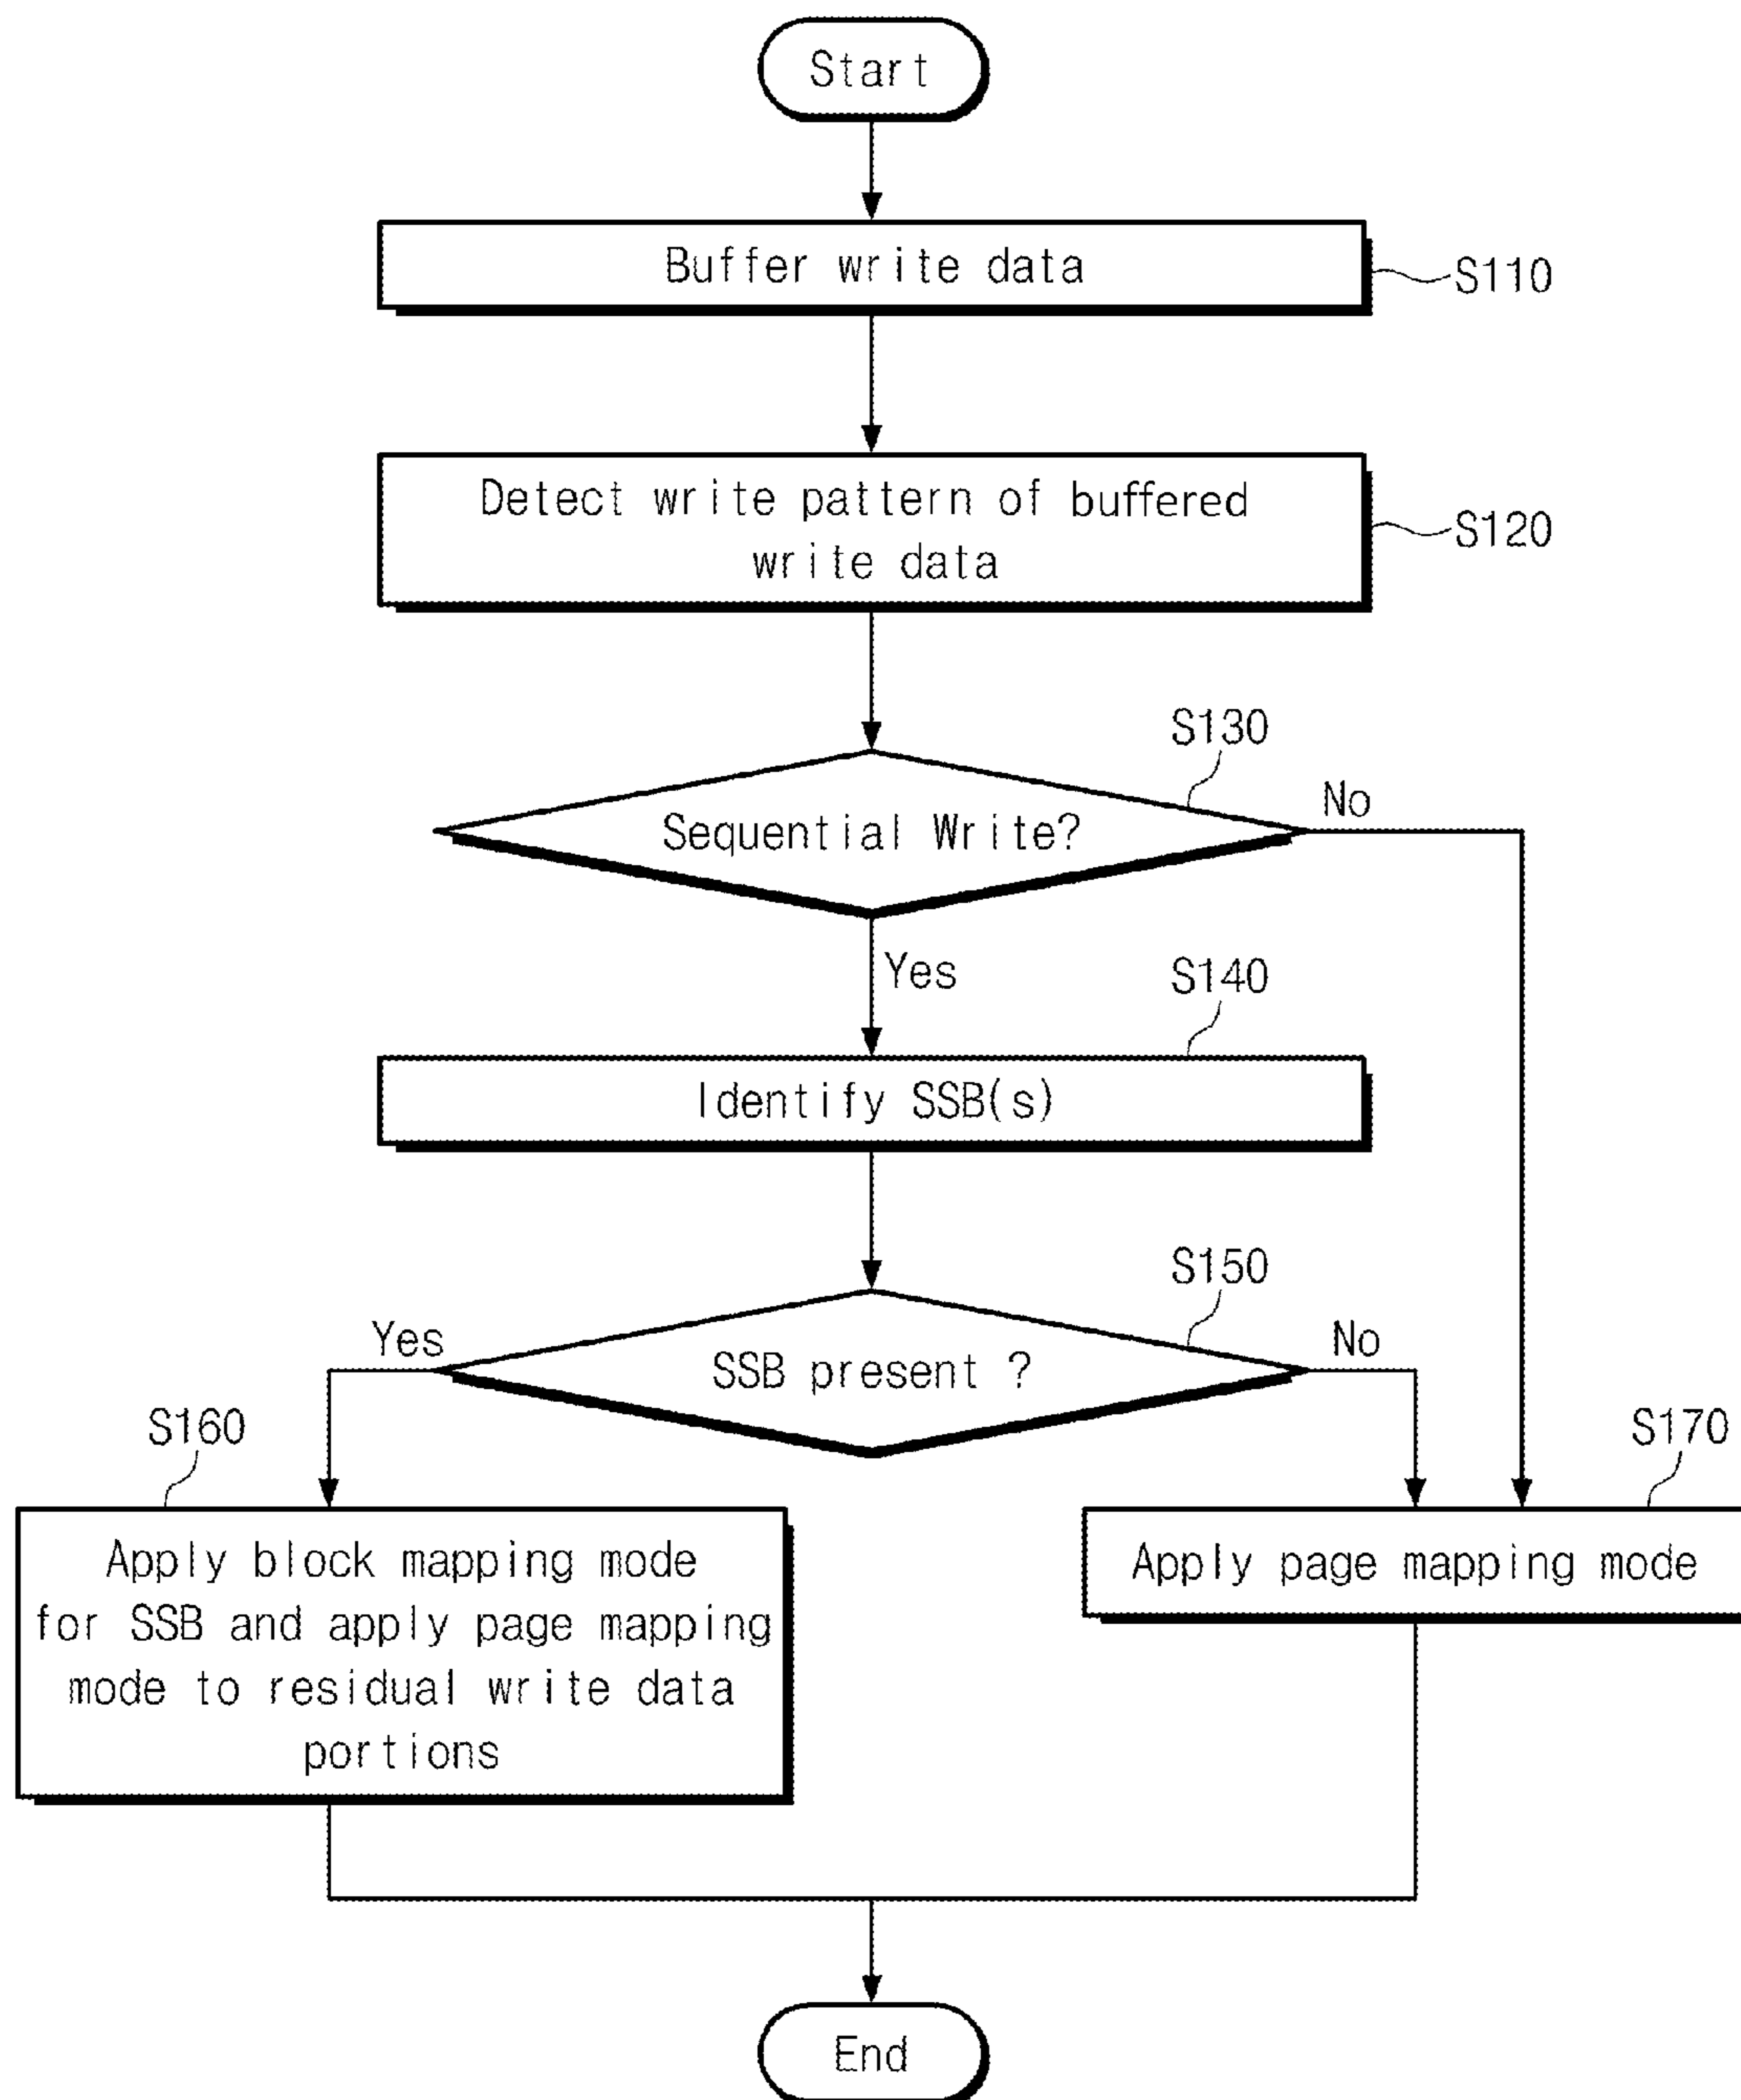 Start
Buffer write data
S110
Detect write pattern of buffered
write data
S120
S130
Sequential Write?
No
Yes
S140
Identify SSB(s)
S150
Yes
SSB present ?
No
S160
S170
Apply block mapping mode
for SSB and apply page mapping
mode to residual write data
portions
Apply page mapping mode
End